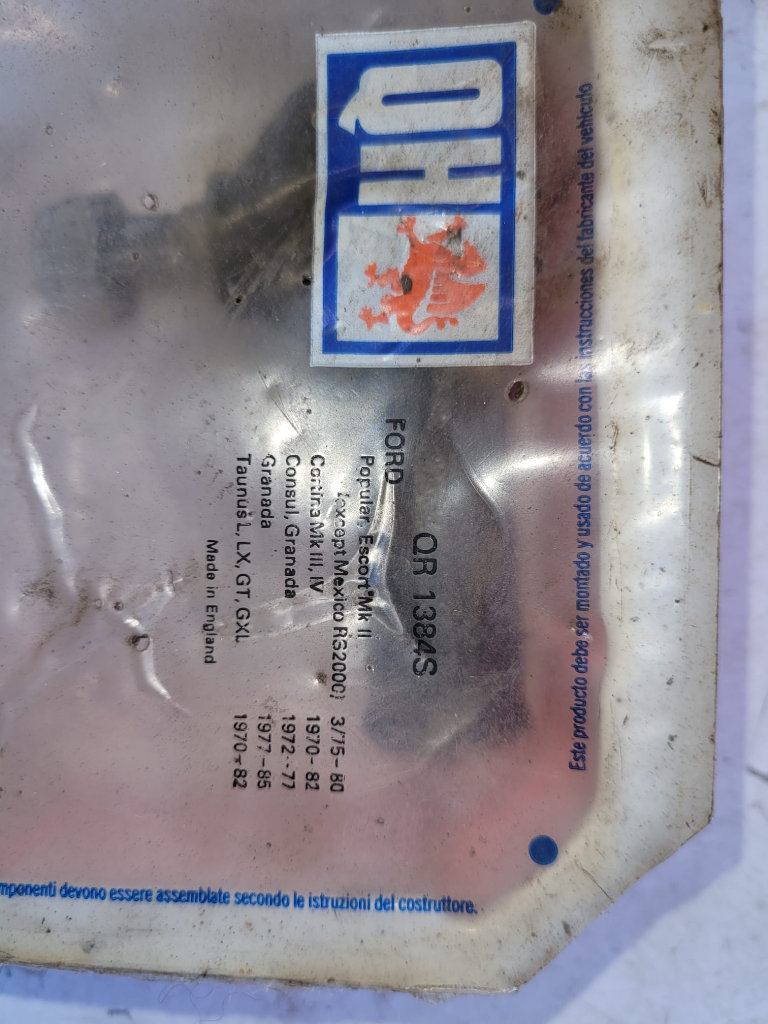 QH
Este producto debe ser montado y usado de acuerdo con las instrucciones del fabricante del vehículo
QR 1384S
FORD
Popular, Escort Mk II
(except Mexico RS2000) 3/75-80
Cortina Mk III, IV 1970-82
Consul, Granada 1972-77
Granada 1977-85
Taunus L, LX, GT, GXL 1970-82
Made in England
mponenti devono essere assemblate secondo le istruzioni del costruttore.